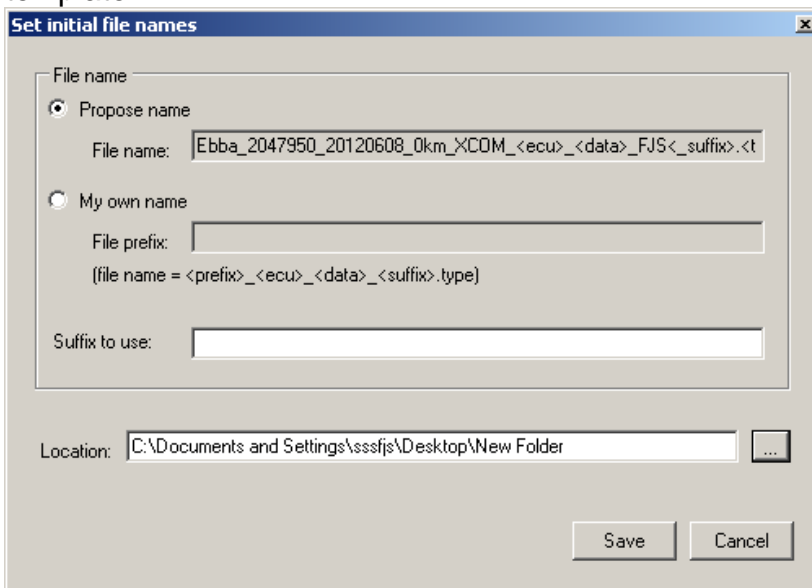 Set initial file names
File name
Propose name
File name: Ebba_2047950_20120608_0km_XCOM_<ecu>_<data>_FJS<_suffix>.<t
My own name
File prefix:
(file name = <prefix>_<ecu>_<data>_<suffix>.type)
Suffix to use:
Location: C:\Documents and Settings\sssfjs\Desktop\New Folder ...
Save Cancel